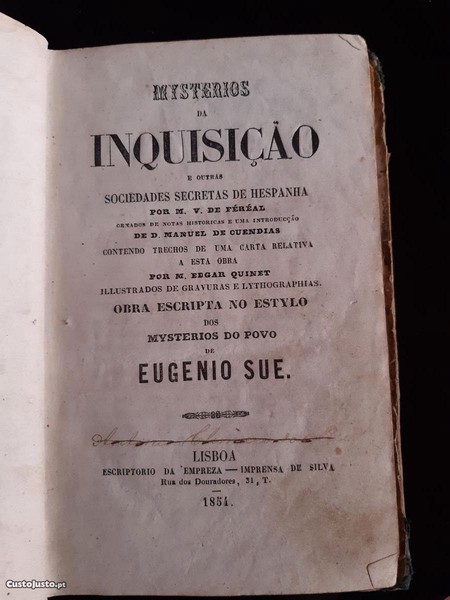 MYSTERIOS
DA
INQUISIÇÃO
E OUTRAS
SOCIEDADES SECRETAS DE HESPANHA
POR M. V. DE FÉRÉAL
ORNADOS DE NOTAS HISTORICAS E UMA INTRODUCÇÃO
DE D. MANUEL DE CUENDIAS
CONTENDO TRECHOS DE UMA CARTA RELATIVA
A ESTA OBRA
POR M. EDGAR QUINET
ILLUSTRADOS DE GRAVURAS E LYTHOGRAPHIAS.
OBRA ESCRIPTA NO ESTYLO
DOS
MYSTERIOS DO POVO
DE
EUGENIO SUE.
LISBOA
ESCRIPTORIO DA EMPREZA — IMPRENSA DE SILVA
Rua dos Douradores, 31, T.
1854.
CustoJusto.pt